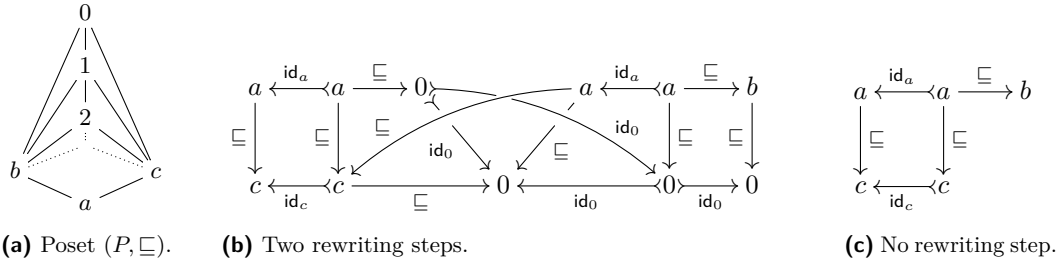 0
1
2
b c
a
id_a ⊑ id_a ⊑
a a 0 a a b
⊑ ⊑ ⊑ id_0 ⊑ ⊑
id_0 ⊑
c c 0 0 0
id_c ⊑ id_0 id_0
id_a ⊑
a a b
⊑ ⊑
c c
id_c
(a) Poset (P, ⊑).
(b) Two rewriting steps.
(c) No rewriting step.